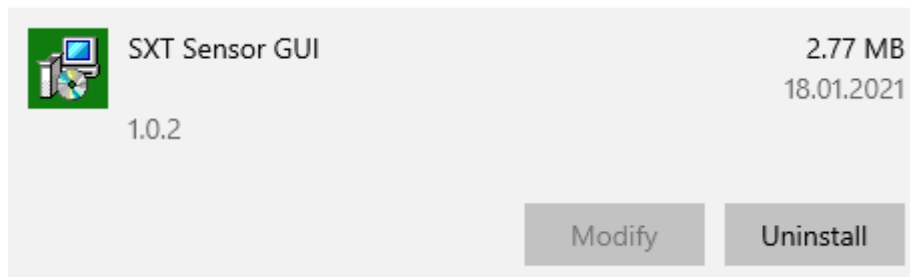 SXT Sensor GUI
2.77 MB
18.01.2021
1.0.2
Modify
Uninstall